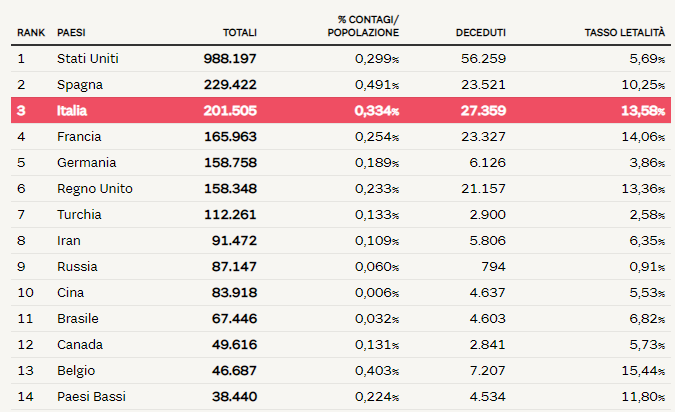 RANK PAESI TOTALI % CONTAGI/ POPOLAZIONE DECEDUTI TASSO LETALITÀ
1 Stati Uniti 988.197 0,299% 56.259 5,69%
2 Spagna 229.422 0,491% 23.521 10,25%
3 Italia 201.505 0,334% 27.359 13,58%
4 Francia 165.963 0,254% 23.327 14,06%
5 Germania 158.758 0,189% 6.126 3,86%
6 Regno Unito 158.348 0,233% 21.157 13,36%
7 Turchia 112.261 0,133% 2.900 2,58%
8 Iran 91.472 0,109% 5.806 6,35%
9 Russia 87.147 0,060% 794 0,91%
10 Cina 83.918 0,006% 4.637 5,53%
11 Brasile 67.446 0,032% 4.603 6,82%
12 Canada 49.616 0,131% 2.841 5,73%
13 Belgio 46.687 0,403% 7.207 15,44%
14 Paesi Bassi 38.440 0,224% 4.534 11,80%